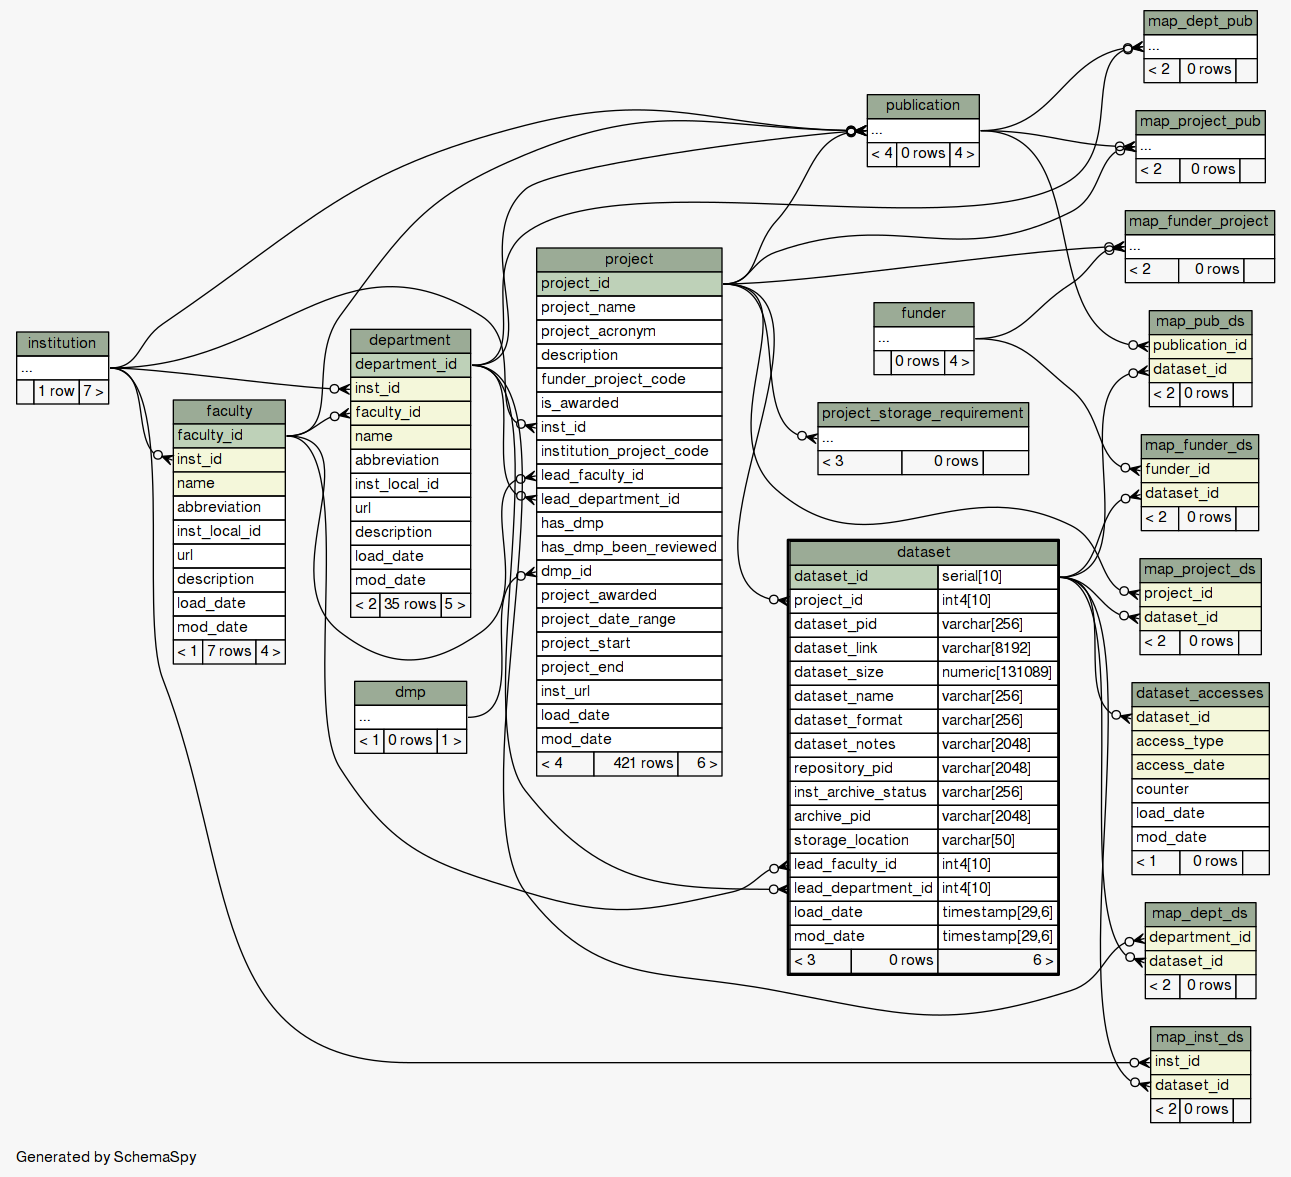 map_dept_pub
...
< 2 0 rows
publication
...
< 4 0 rows 4 >
map_project_pub
...
< 2 0 rows
map_funder_project
...
< 2 0 rows
project
project_id
project_name
project_acronym
description
funder_project_code
is_awarded
inst_id
institution_project_code
lead_faculty_id
lead_department_id
has_dmp
has_dmp_been_reviewed
dmp_id
project_awarded
project_date_range
project_start
project_end
inst_url
load_date
mod_date
< 4 421 rows 6 >
funder
...
0 rows 4 >
map_pub_ds
publication_id
dataset_id
< 2 0 rows
institution
...
1 row 7 >
department
department_id
inst_id
faculty_id
name
abbreviation
inst_local_id
url
description
load_date
mod_date
< 2 35 rows 5 >
faculty
faculty_id
inst_id
name
abbreviation
inst_local_id
url
description
load_date
mod_date
< 1 7 rows 4 >
project_storage_requirement
...
< 3 0 rows
map_funder_ds
funder_id
dataset_id
< 2 0 rows
dataset
dataset_id serial[10]
project_id int4[10]
dataset_pid varchar[256]
dataset_link varchar[8192]
dataset_size numeric[131089]
dataset_name varchar[256]
dataset_format varchar[256]
dataset_notes varchar[2048]
repository_pid varchar[2048]
inst_archive_status varchar[256]
archive_pid varchar[2048]
storage_location varchar[50]
lead_faculty_id int4[10]
lead_department_id int4[10]
load_date timestamp[29,6]
mod_date timestamp[29,6]
< 3 0 rows 6 >
map_project_ds
project_id
dataset_id
< 2 0 rows
dmp
...
< 1 0 rows 1 >
dataset_accesses
dataset_id
access_type
access_date
counter
load_date
mod_date
< 1 0 rows
map_dept_ds
department_id
dataset_id
< 2 0 rows
map_inst_ds
inst_id
dataset_id
< 2 0 rows
Generated by SchemaSpy